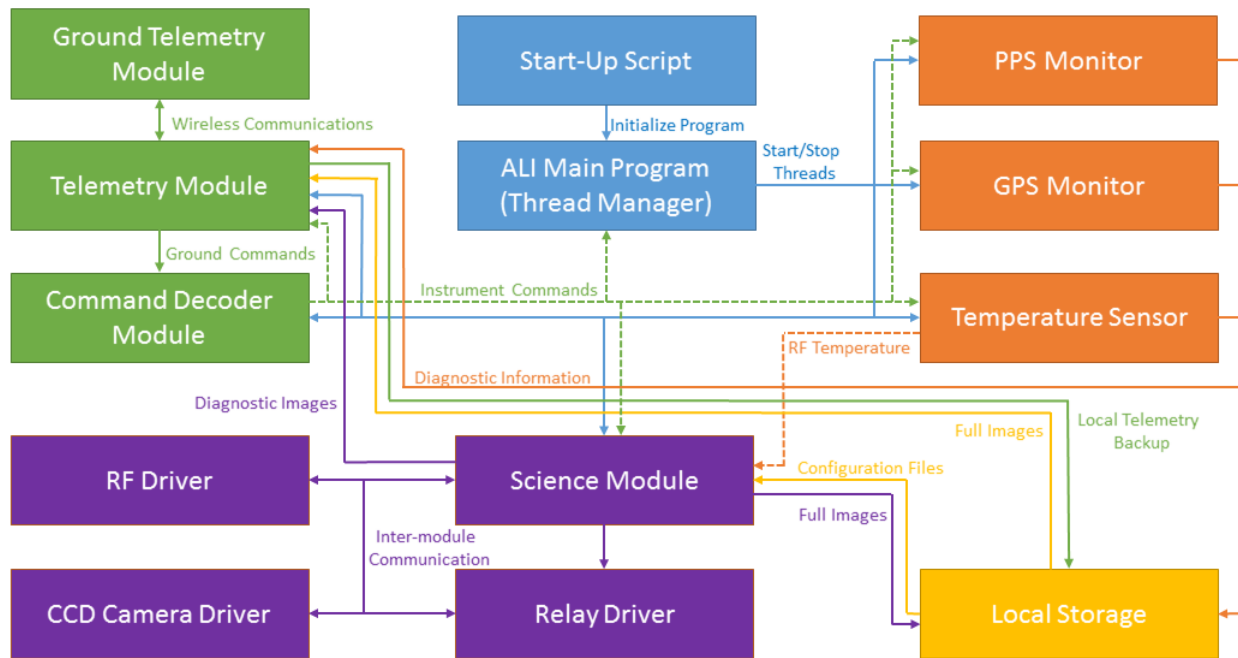 Ground Telemetry
Module
Start-Up Script
PPS Monitor
Wireless Communications
Initialize Program
Telemetry Module
ALI Main Program
(Thread Manager)
Start/Stop
Threads
GPS Monitor
Ground Commands
Command Decoder
Module
Instrument Commands
Temperature Sensor
RF Temperature
Diagnostic Information
Diagnostic Images
Full Images
Local Telemetry
Backup
RF Driver
Science Module
Configuration Files
Full Images
Inter-module
Communication
CCD Camera Driver
Relay Driver
Local Storage